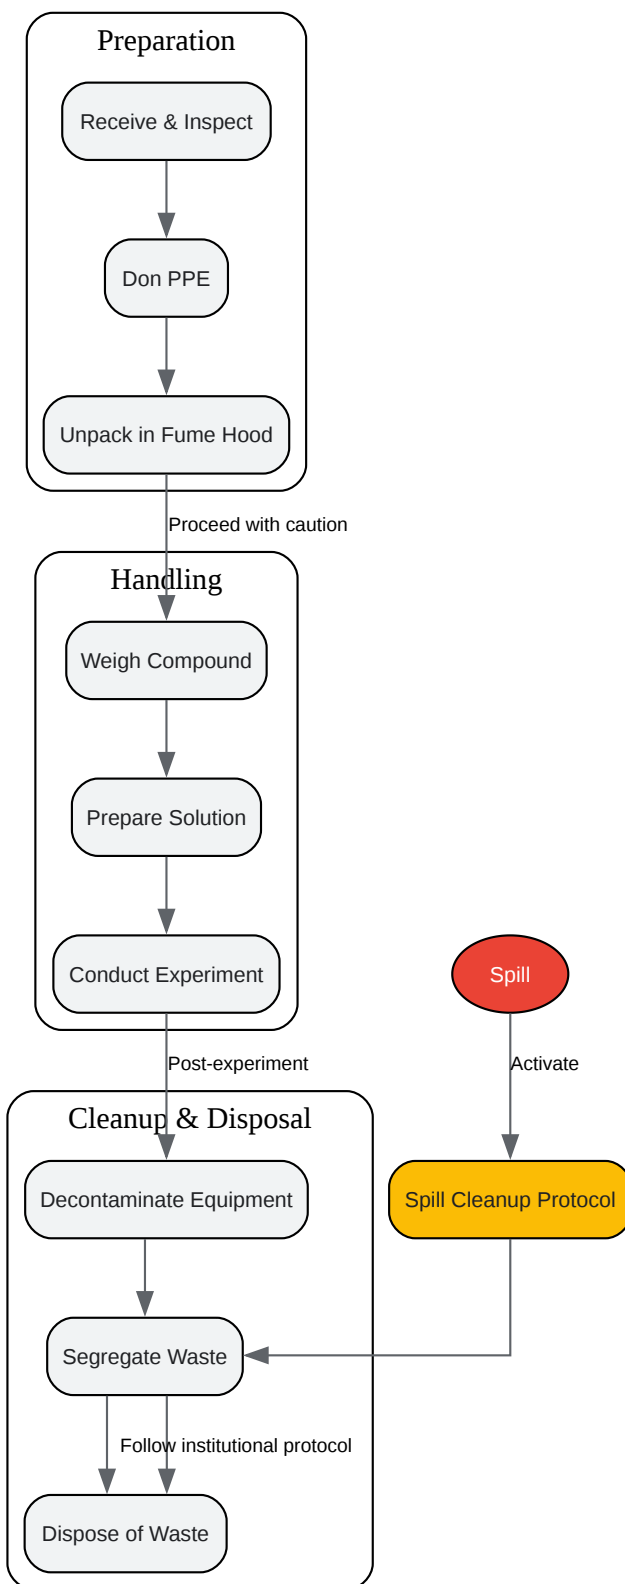 Preparation
Receive & Inspect
Don PPE
Unpack in Fume Hood
Proceed with caution
Handling
Weigh Compound
Prepare Solution
Conduct Experiment
Spill
Post-experiment
Activate
Cleanup & Disposal
Decontaminate Equipment
Spill Cleanup Protocol
Segregate Waste
Follow institutional protocol
Dispose of Waste